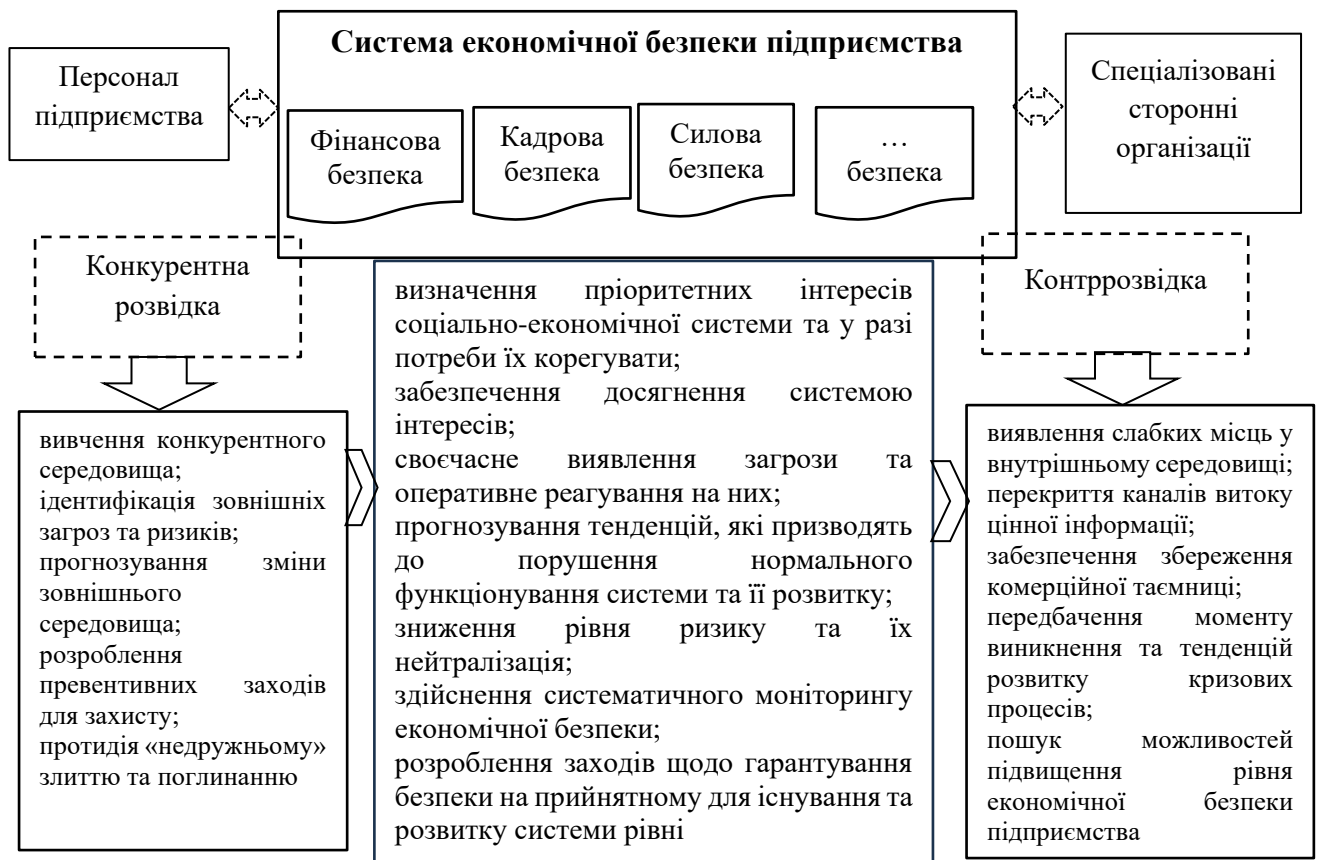 Система економічної безпеки підприємства
Персонал
підприємства
Спеціалізовані
сторонні
організації
Фінансова
безпека
Кадрова
безпека
Силова
безпека
…
безпека
Конкурентна
розвідка
Контррозвідка
вивчення конкурентного
середовища;
ідентифікація зовнішніх
загроз та ризиків;
прогнозування зміни
зовнішнього
середовища;
розроблення
превентивних заходів
для захисту;
протидія «недружньому»
злиттю та поглинанню
визначення пріоритетних інтересів
соціально-економічної системи та у разі
потреби їх корегувати;
забезпечення досягнення системою
інтересів;
своєчасне виявлення загрози та
оперативне реагування на них;
прогнозування тенденцій, які призводять
до порушення нормального
функціонування системи та її розвитку;
зниження рівня ризику та їх
нейтралізація;
здійснення систематичного моніторингу
економічної безпеки;
розроблення заходів щодо гарантування
безпеки на прийнятному для існування та
розвитку системи рівні
виявлення слабких місць у
внутрішньому середовищі;
перекриття каналів витоку
цінної інформації;
забезпечення збереження
комерційної таємниці;
передбачення моменту
виникнення та тенденцій
розвитку кризових
процесів;
пошук можливостей
підвищення рівня
економічної безпеки
підприємства